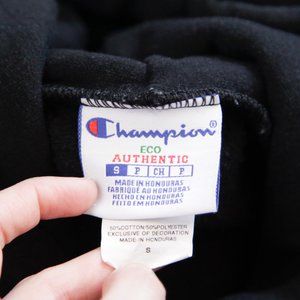 Champion
ECO
AUTHENTIC
S P CH P
MADE IN HONDURAS
FABRIQUÉ AU HONDURAS
HECHO EN HONDURAS
FEITO EM HONDURAS
50%COTTON/50%POLYESTER
EXCLUSIVE OF DECORATION
MADE IN HONDURAS
S